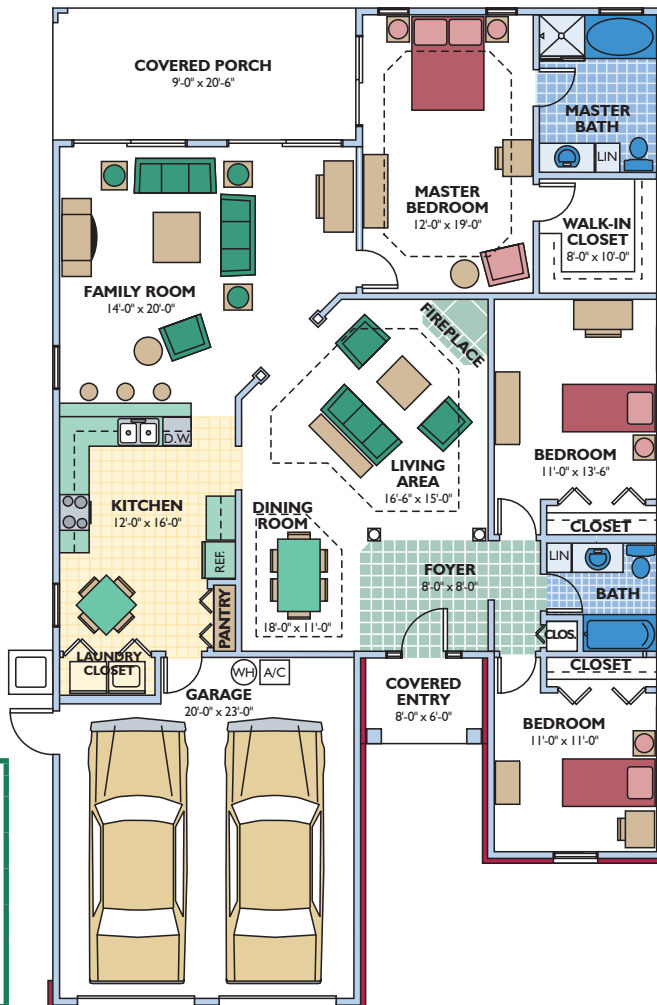 COVERED PORCH
9'-0" x 20'-6"
MASTER
BATH
LIN
MASTER
BEDROOM
12'-0" x 19'-0"
WALK-IN
CLOSET
8'-0" x 10'-0"
FAMILY ROOM
14'-0" x 20'-0"
FIREPLACE
D.W.
BEDROOM
11'-0" x 13'-6"
LIVING
AREA
16'-6" x 15'-0"
KITCHEN
12'-0" x 16'-0"
DINING
ROOM
18'-0" x 11'-0"
CLOSET
REF.
FOYER
8'-0" x 8'-0"
LIN
BATH
PANTRY
CLOS.
LAUNDRY
CLOSET
WH
A/C
CLOSET
GARAGE
20'-0" x 23'-0"
COVERED
ENTRY
8'-0" x 6'-0"
BEDROOM
11'-0" x 11'-0"